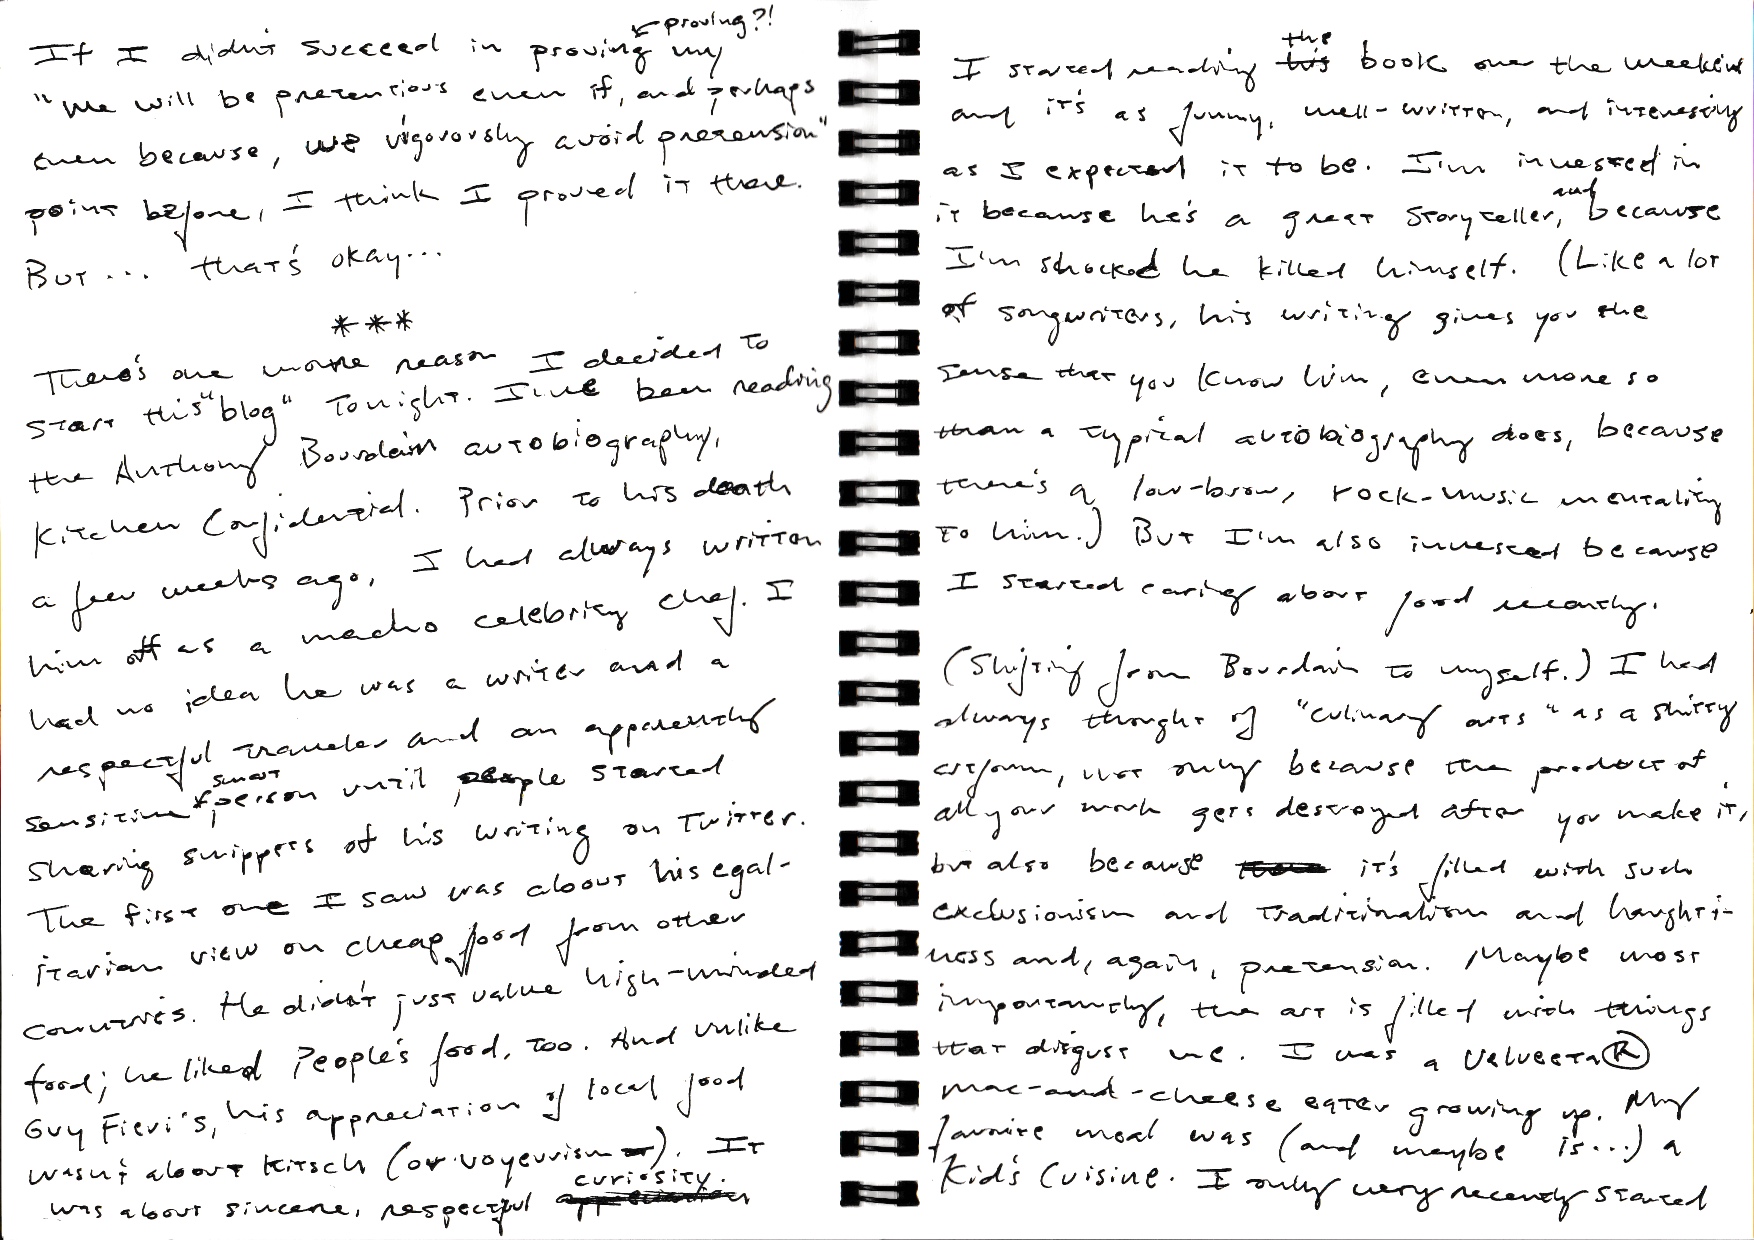 proving?!
If I didn't succeed in proving my
"we will be pretentious even if, and perhaps
even because, we vigorously avoid pretension"
point before, I think I proved it there.
But... that's okay...
***
There's one more reason I decided to
start this "blog" tonight. I've been reading
the Anthony Bourdain autobiography,
Kitchen Confidential. Prior to his death
a few weeks ago, I had always written
him off as a macho celebrity chef. I
had no idea he was a writer and a
respectful traveler and an apparently
smart
sensitive person until people started
sharing snippets of his writing on Twitter.
The first one I saw was about his egal-
itarian view on cheap food from other
countries. He didn't just value high-minded
food; he liked People's food, too. And unlike
Guy Fieri's, his appreciation of local food
wasn't about kitsch (or voyeurism). It
curiosity.
was about sincere, respectful appreciation
the
I started reading his book over the weekend
and it's as funny, well-written, and interesting
as I expected it to be. I'm invested in
and
it because he's a great storyteller, because
I'm shocked he killed himself. (Like a lot
of songwriters, his writing gives you the
sense that you know him, even more so
than a typical autobiography does, because
there's a low-brow, rock-music mentality
to him.) But I'm also invested because
I started caring about food recently.
(Shifting from Bourdain to myself.) I had
always thought of "culinary arts" as a shitty
artform, not only because the product of
all your work gets destroyed after you make it,
but also because it's filled with such
exclusionism and traditionalism and haughti-
ness and, again, pretension. Maybe most
importantly, the art is filled with things
that disgust me. I was a Velveeta®
mac-and-cheese eater growing up. My
favorite meal was (and maybe is...) a
Kid's Cuisine. I only very recently started